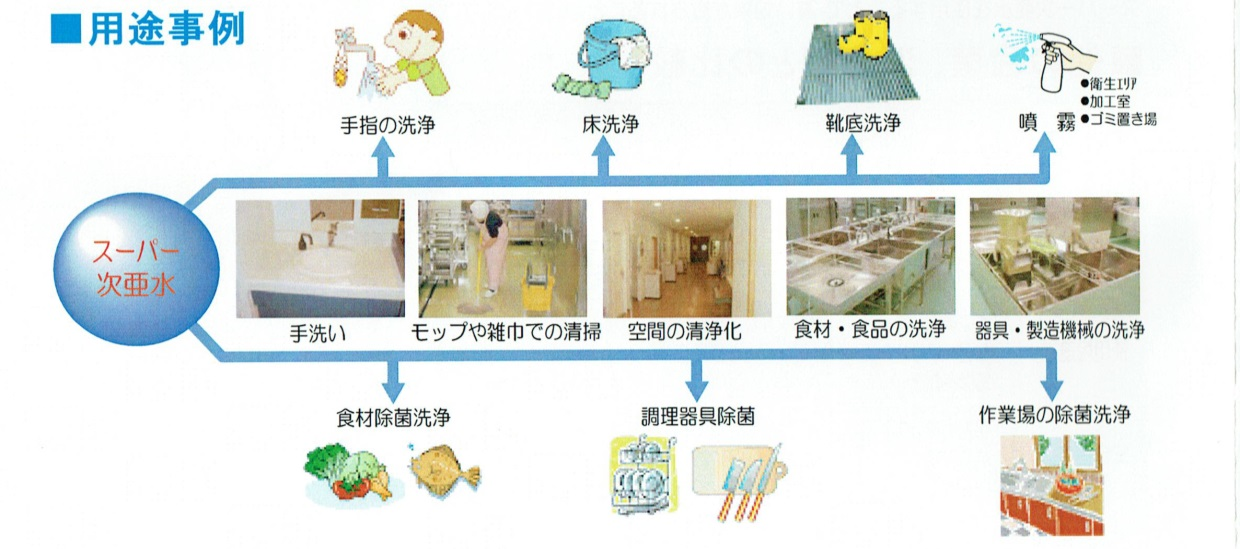 ■用途事例
手指の洗浄
床洗浄
靴底洗浄
噴 霧
●衛生エリア
●加工室
●ゴミ置き場
スーパー
次亜水
手洗い
モップや雑巾での清掃
空間の清浄化
食材・食品の洗浄
器具・製造機械の洗浄
食材除菌洗浄
調理器具除菌
作業場の除菌洗浄